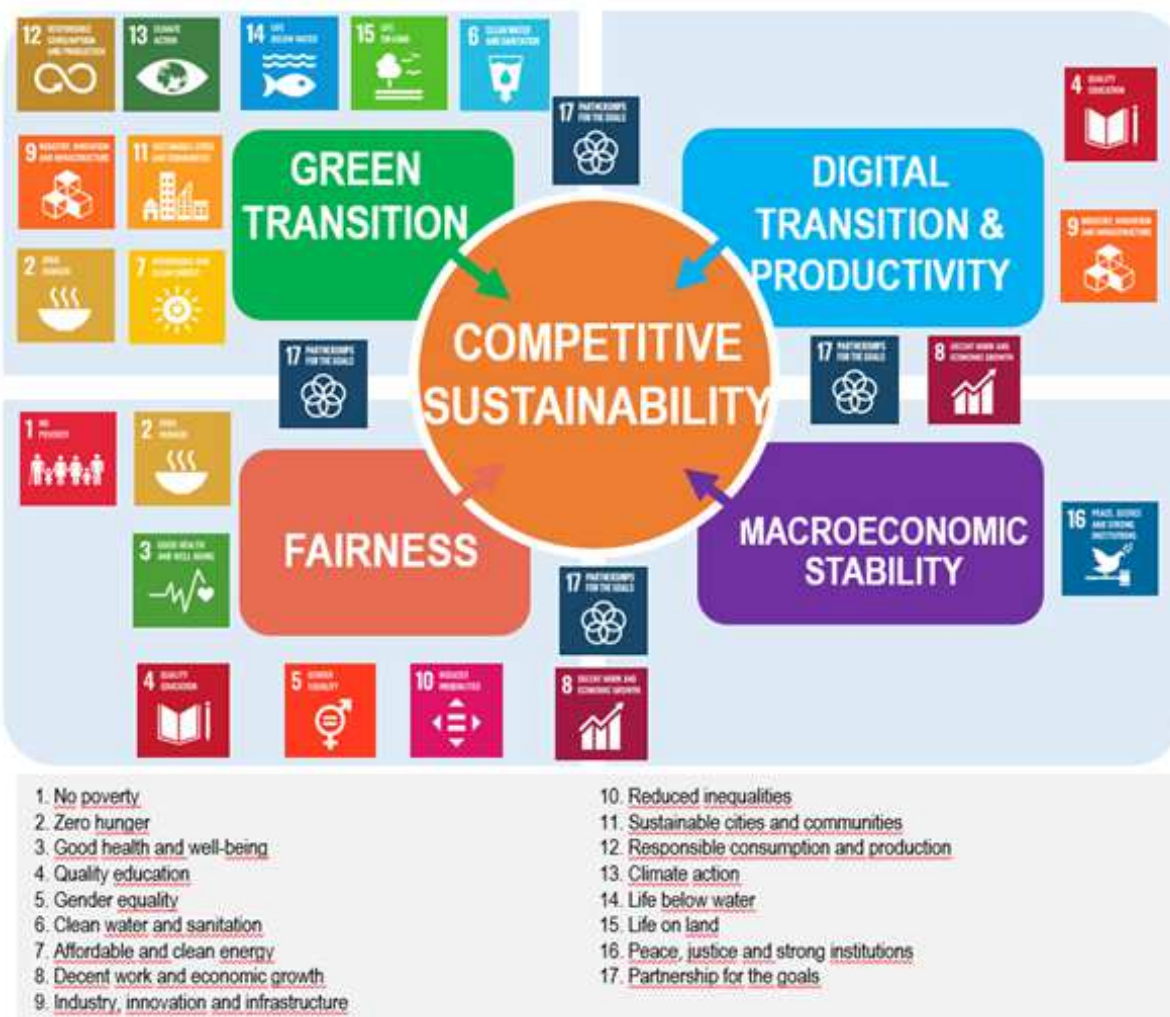 12 RESPONSIBLE
CONSUMPTION
AND PRODUCTION
13 CLIMATE
ACTION
14 LIFE
BELOW WATER
15 LIFE
ON LAND
6 CLEAN WATER
AND SANITATION
17 PARTNERSHIPS
FOR THE GOALS
4 QUALITY
EDUCATION
9 INDUSTRY, INNOVATION
AND INFRASTRUCTURE
11 SUSTAINABLE CITIES
AND COMMUNITIES
GREEN
TRANSITION
DIGITAL
TRANSITION &
PRODUCTIVITY
9 INDUSTRY, INNOVATION
AND INFRASTRUCTURE
2 ZERO
HUNGER
7 AFFORDABLE AND
CLEAN ENERGY
COMPETITIVE
SUSTAINABILITY
17 PARTNERSHIPS
FOR THE GOALS
17 PARTNERSHIPS
FOR THE GOALS
8 DECENT WORK AND
ECONOMIC GROWTH
1 NO
POVERTY
2 ZERO
HUNGER
FAIRNESS
MACROECONOMIC
STABILITY
16 PEACE, JUSTICE
AND STRONG
INSTITUTIONS
3 GOOD HEALTH
AND WELL-BEING
17 PARTNERSHIPS
FOR THE GOALS
4 QUALITY
EDUCATION
5 GENDER
EQUALITY
10 REDUCED
INEQUALITIES
8 DECENT WORK AND
ECONOMIC GROWTH
1. No poverty
2. Zero hunger
3. Good health and well-being
4. Quality education
5. Gender equality
6. Clean water and sanitation
7. Affordable and clean energy
8. Decent work and economic growth
9. Industry, innovation and infrastructure
10. Reduced inequalities
11. Sustainable cities and communities
12. Responsible consumption and production
13. Climate action
14. Life below water
15. Life on land
16. Peace, justice and strong institutions
17. Partnership for the goals